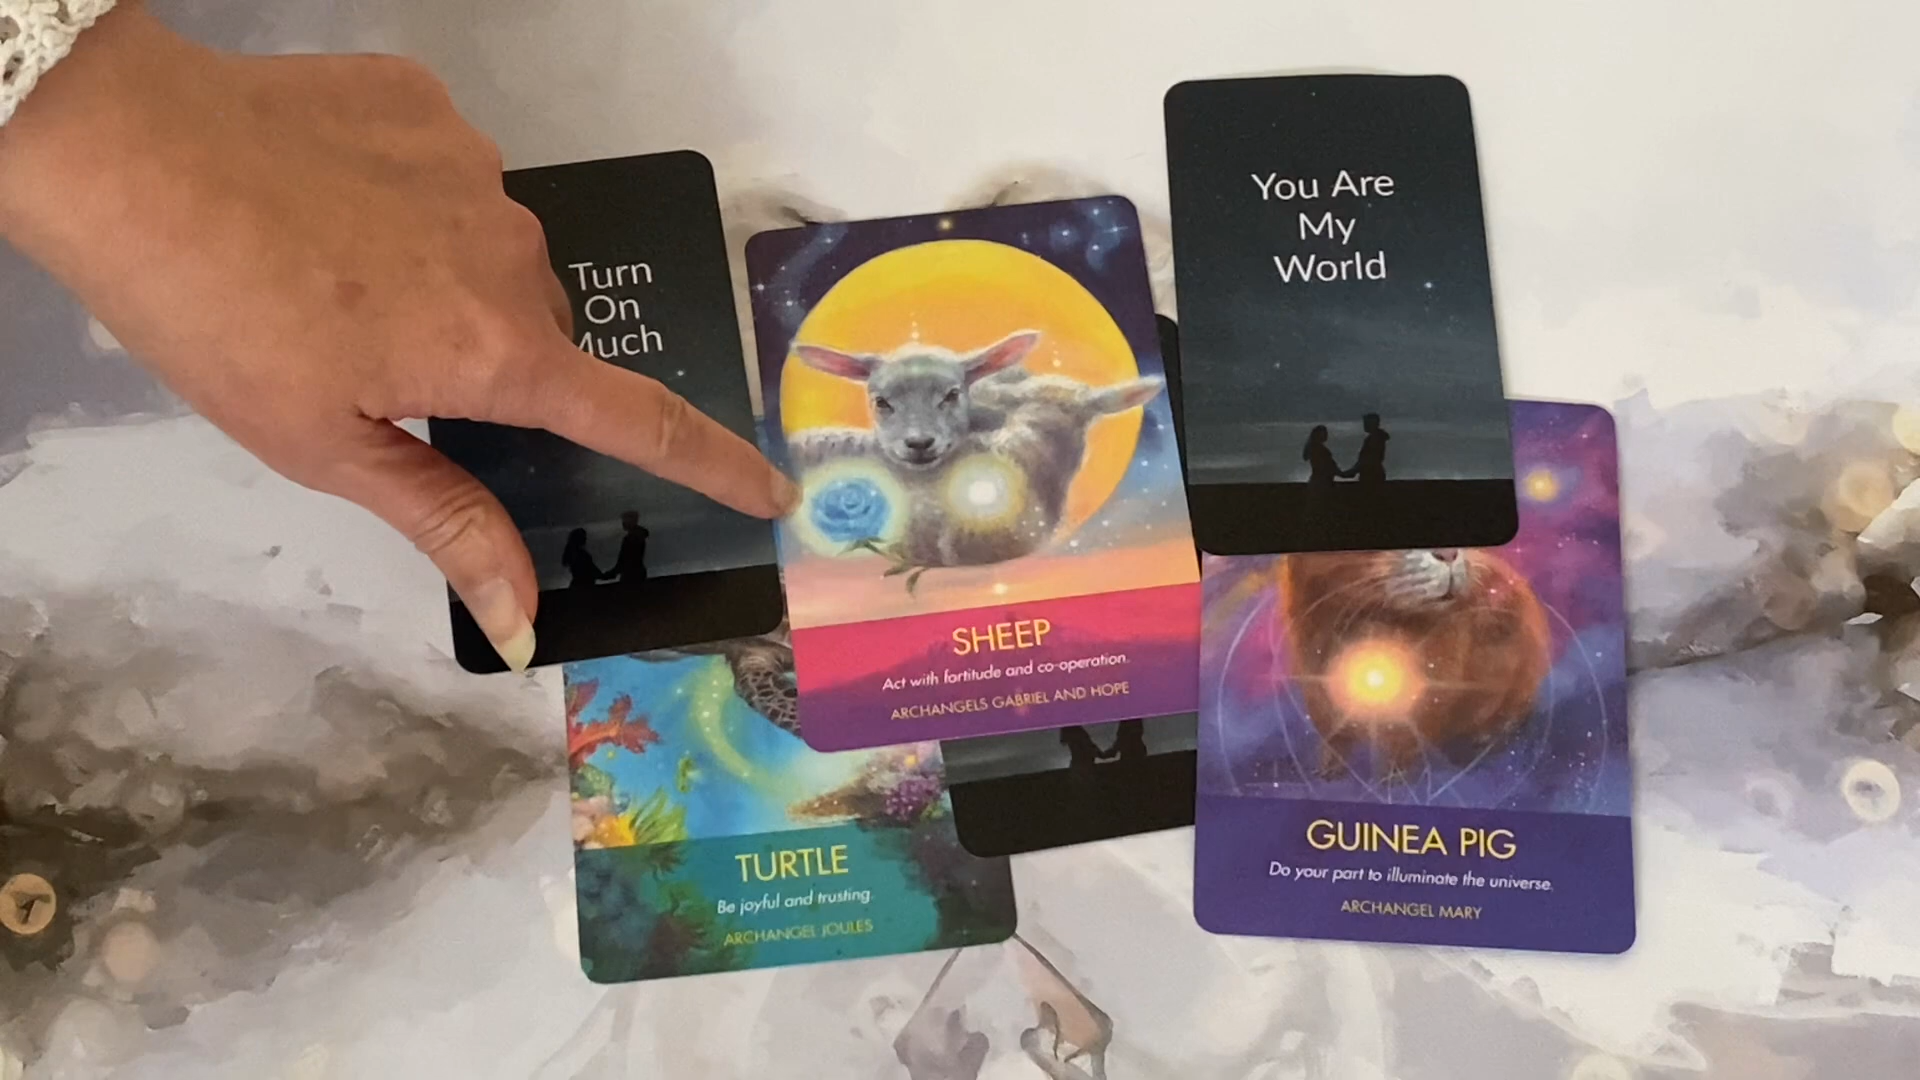 Turn
On
Much
You Are
My
World
SHEEP
Act with fortitude and co-operation.
ARCHANGELS GABRIEL AND HOPE
TURTLE
Be joyful and trusting.
ARCHANGEL JOULES
GUINEA PIG
Do your part to illuminate the universe.
ARCHANGEL MARY